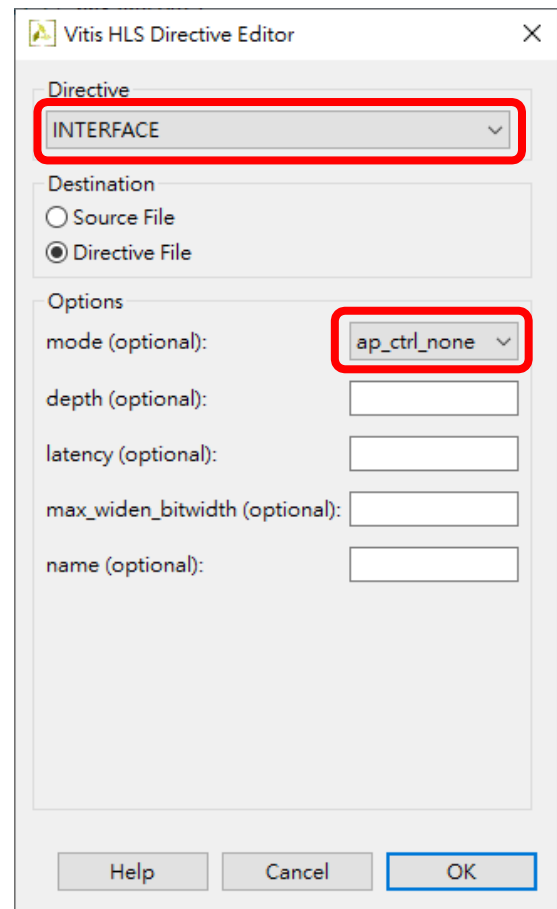 Vitis HLS Directive Editor
Directive
INTERFACE
Destination
Source File
Directive File
Options
mode (optional): ap_ctrl_none
depth (optional):
latency (optional):
max_widen_bitwidth (optional):
name (optional):
Help Cancel OK